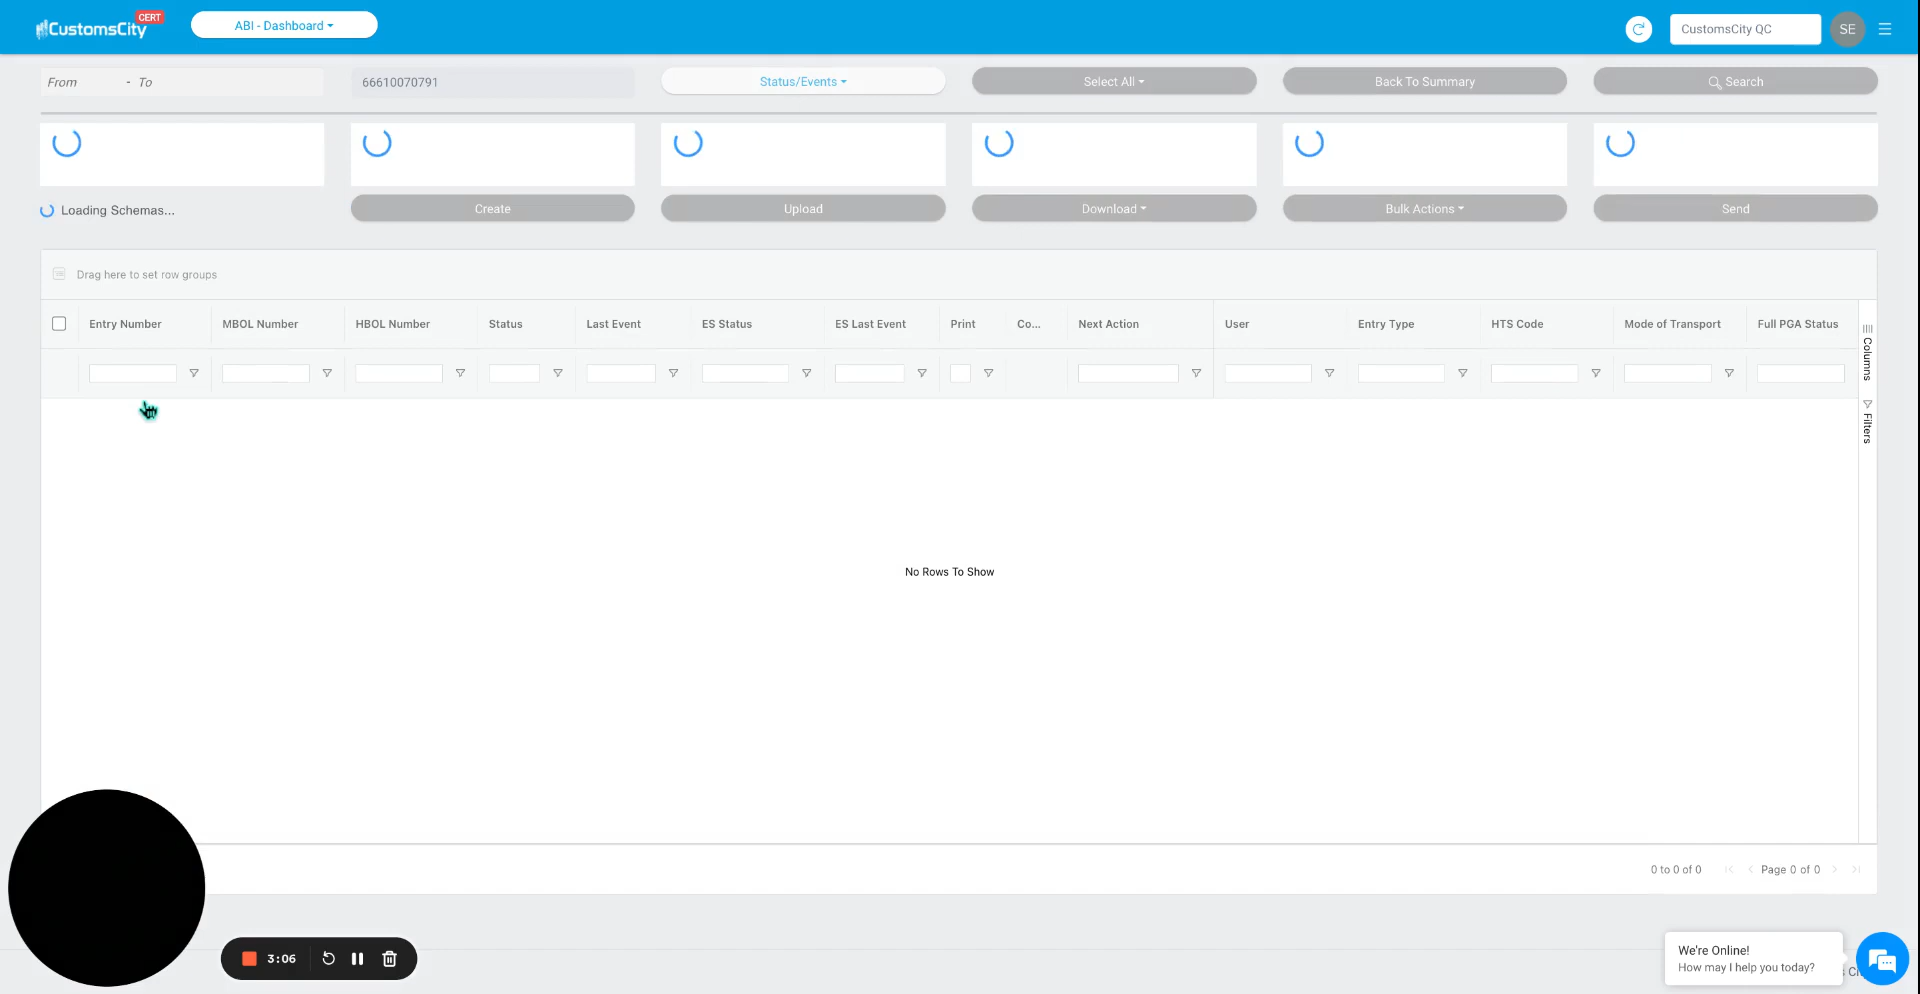 CustomsCity CERT
ABI - Dashboard
CustomsCity QC
SE
From - To
66610070791
Status/Events
Select All
Back To Summary
Search
Loading Schemas...
Create
Upload
Download
Bulk Actions
Send
Drag here to set row groups
Entry Number
MBOL Number
HBOL Number
Status
Last Event
ES Status
ES Last Event
Print
Co...
Next Action
User
Entry Type
HTS Code
Mode of Transport
Full PGA Status
Columns
Filters
No Rows To Show
0 to 0 of 0
Page 0 of 0
3:06
We're Online!
How may I help you today?